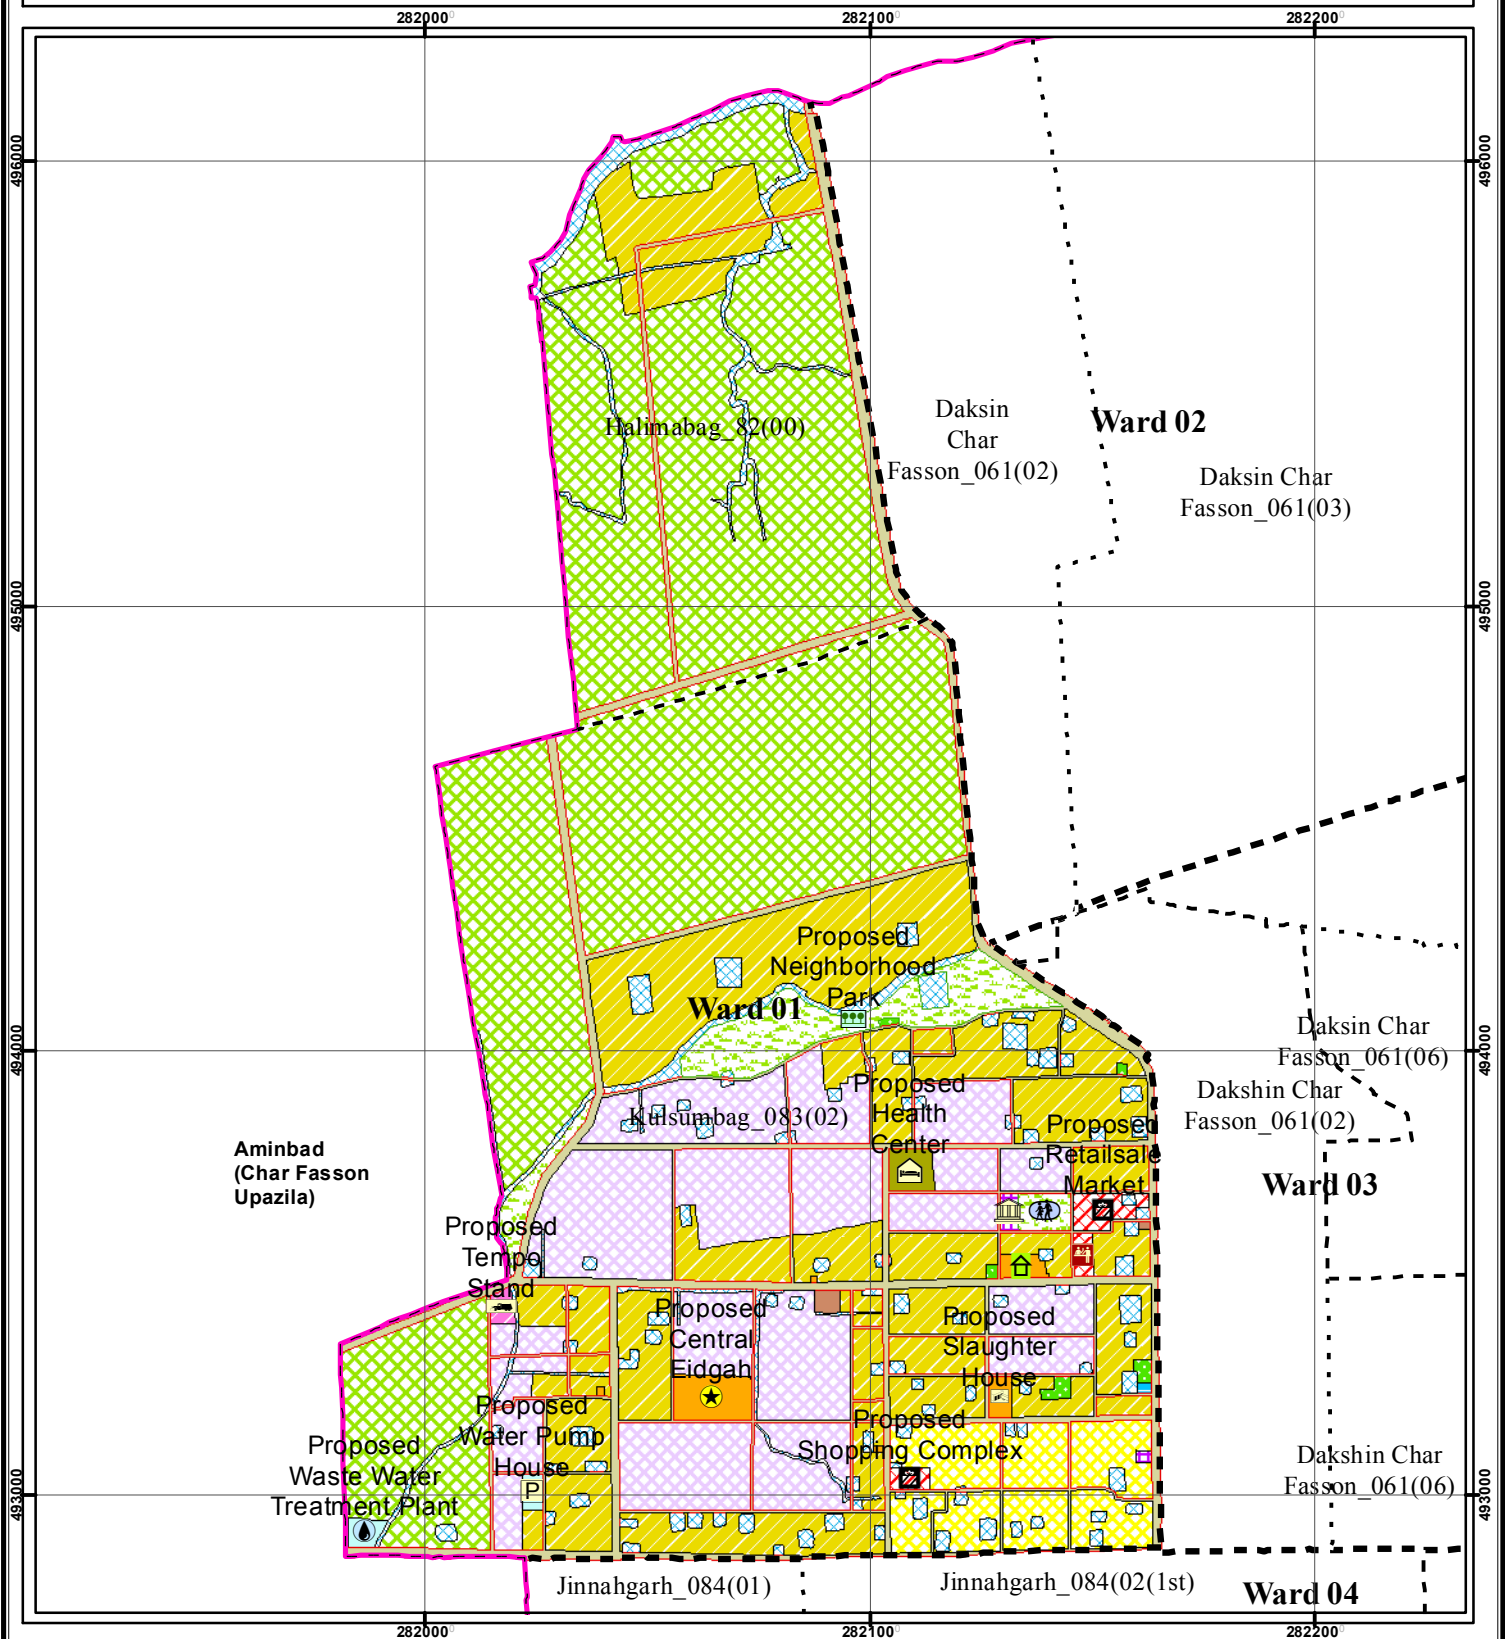 282000
282100
282200
496000
496000
Daksin
Char
Fasson_061(02)
Ward 02
Halimabag_82(00)
Daksin Char
Fasson_061(03)
495000
495000
Proposed
Neighborhood
Park
Ward 01
Daksin Char
Fasson_061(06)
494000
494000
Proposed
Health
Center
Dakshin Char
Fasson_061(02)
Kulsumbag_083(02)
Proposed
Retailsale
Market
Aminbad
(Char Fasson
Upazila)
Ward 03
Proposed
Tempo
Stand
Proposed
Central
Eidgah
Proposed
Slaughter
House
Proposed
Water Pump
House
Proposed
Shopping Complex
Proposed
Waste Water
Treatment Plant
P
Dakshin Char
Fasson_061(06)
493000
493000
Jinnahgarh_084(01)
Jinnahgarh_084(02(1st)
Ward 04
282000
282100
282200